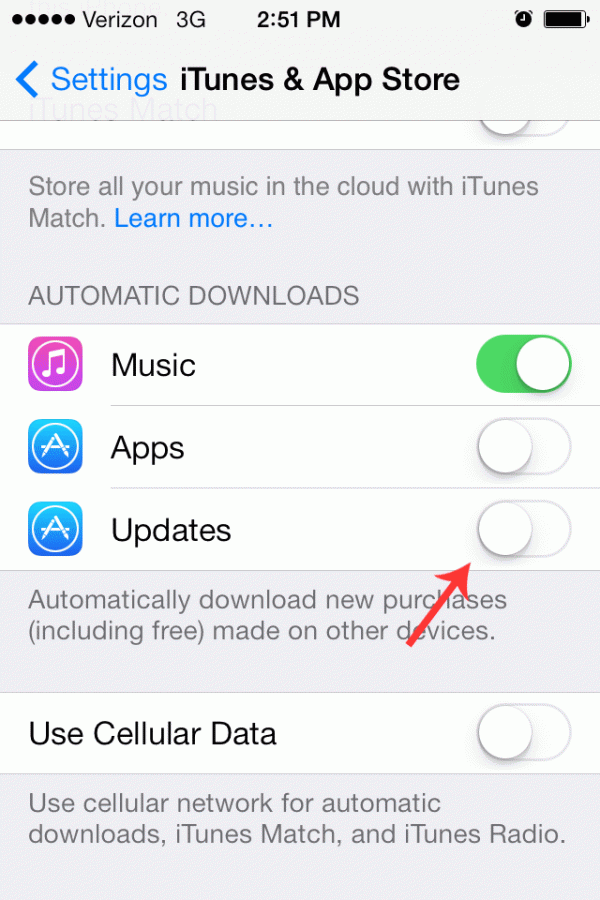 Verizon 3G 2:51 PM
Settings iTunes & App Store
iTunes Match
Store all your music in the cloud with iTunes
Match. Learn more...
AUTOMATIC DOWNLOADS
Music
Apps
Updates
Automatically download new purchases
(including free) made on other devices.
Use Cellular Data
Use cellular network for automatic
downloads, iTunes Match, and iTunes Radio.